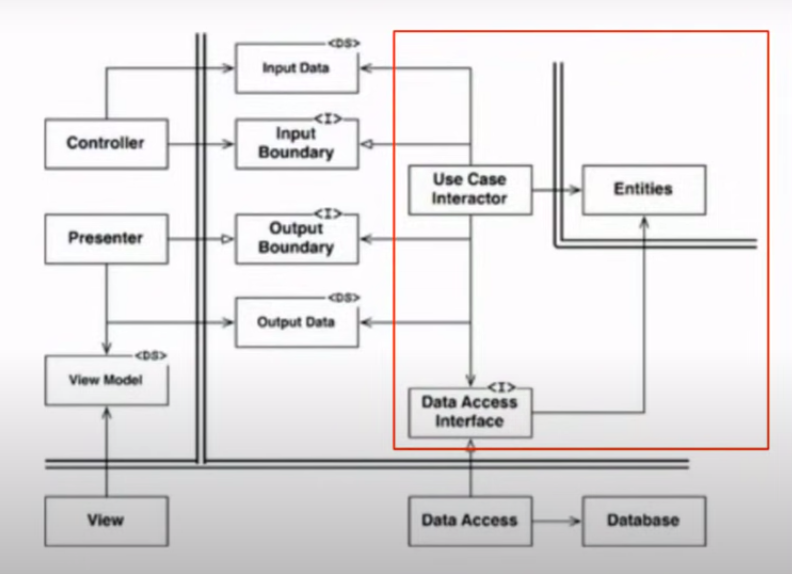 <DS>
Input Data
<I>
Controller
Input
Boundary
Use Case
Interactor
Entities
<I>
Presenter
Output
Boundary
<DS>
Output Data
<DS>
View Model
<I>
Data Access
Interface
View
Data Access
Database